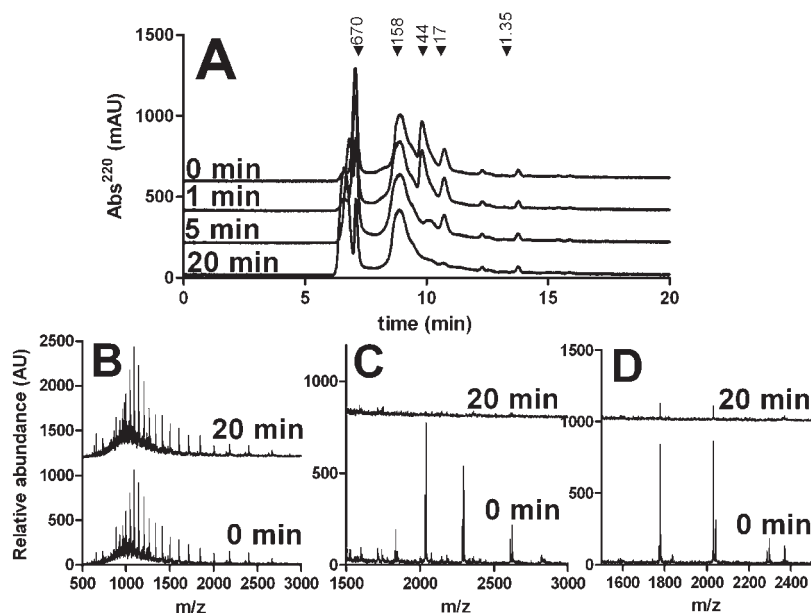 A
670
158
44
17
1.35
1500
1000
500
0
Abs²²⁰ (mAU)
0 min
1 min
5 min
20 min
0 5 10 15 20
time (min)
B
2500
2000
1500
1000
500
0
Relative abundance (AU)
20 min
0 min
500 1000 1500 2000 2500 3000
m/z
C
1000
500
0
20 min
0 min
1500 2000 2500 3000
m/z
D
1500
1000
500
0
20 min
0 min
1600 1800 2000 2200 2400
m/z